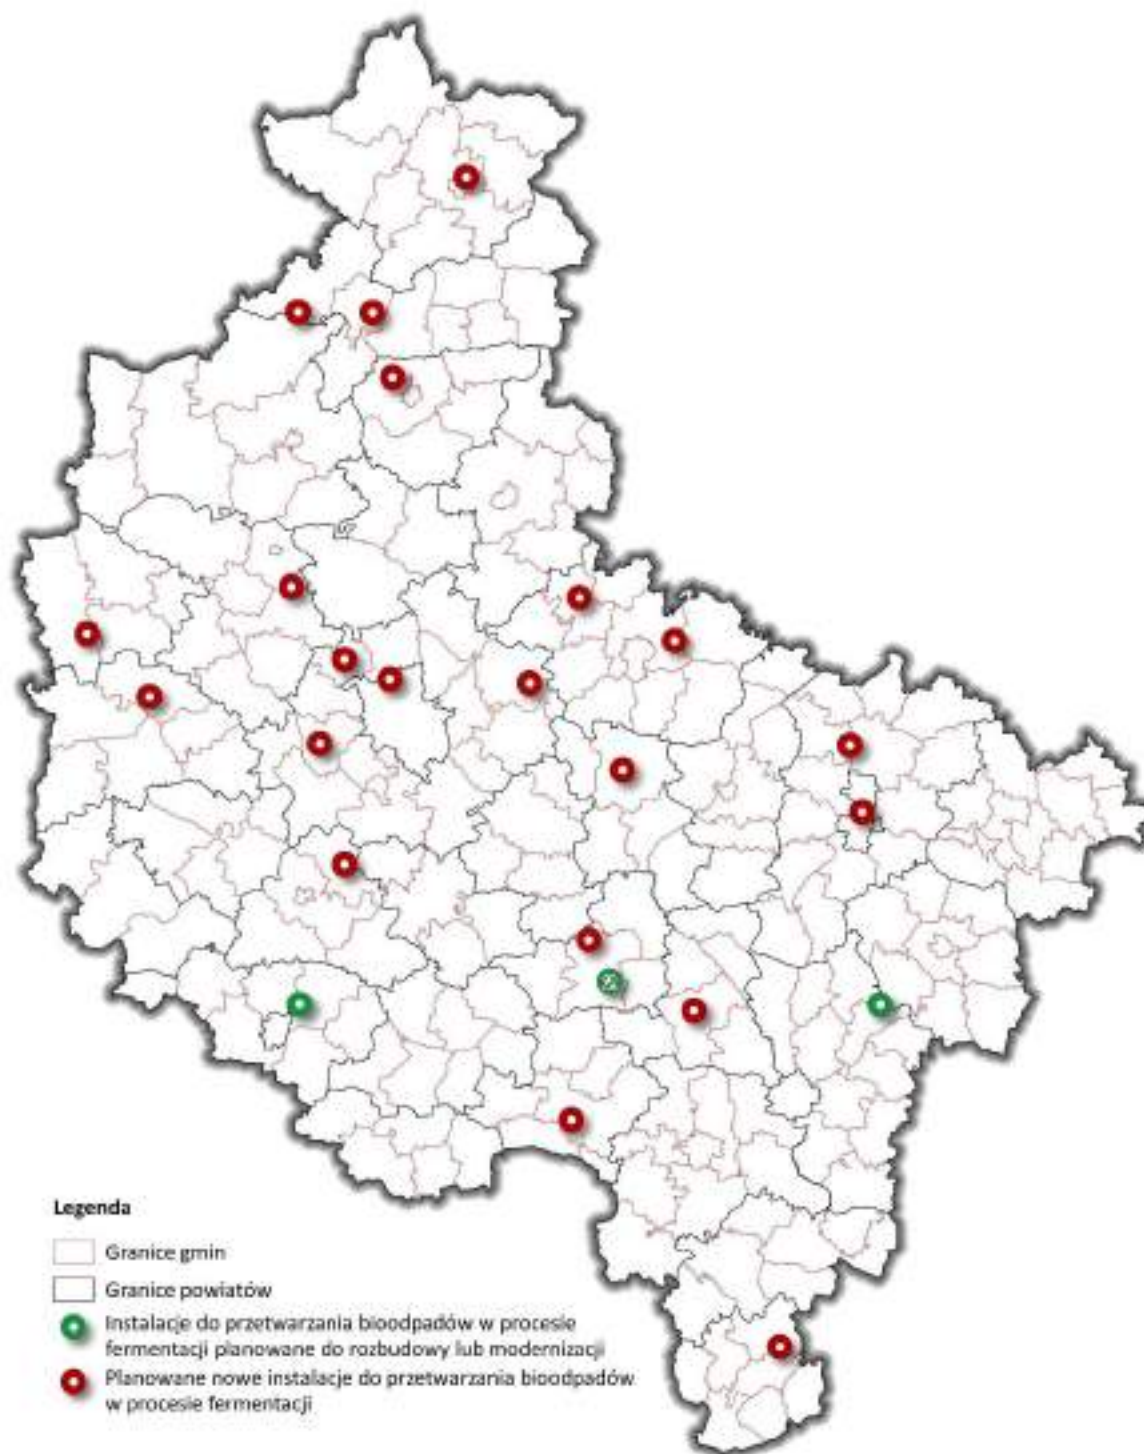 Legenda
Granice gmin
Granice powiatów
Instalacje do przetwarzania bioodpadów w procesie
fermentacji planowane do rozbudowy lub modernizacji
Planowane nowe instalacje do przetwarzania bioodpadów
w procesie fermentacji